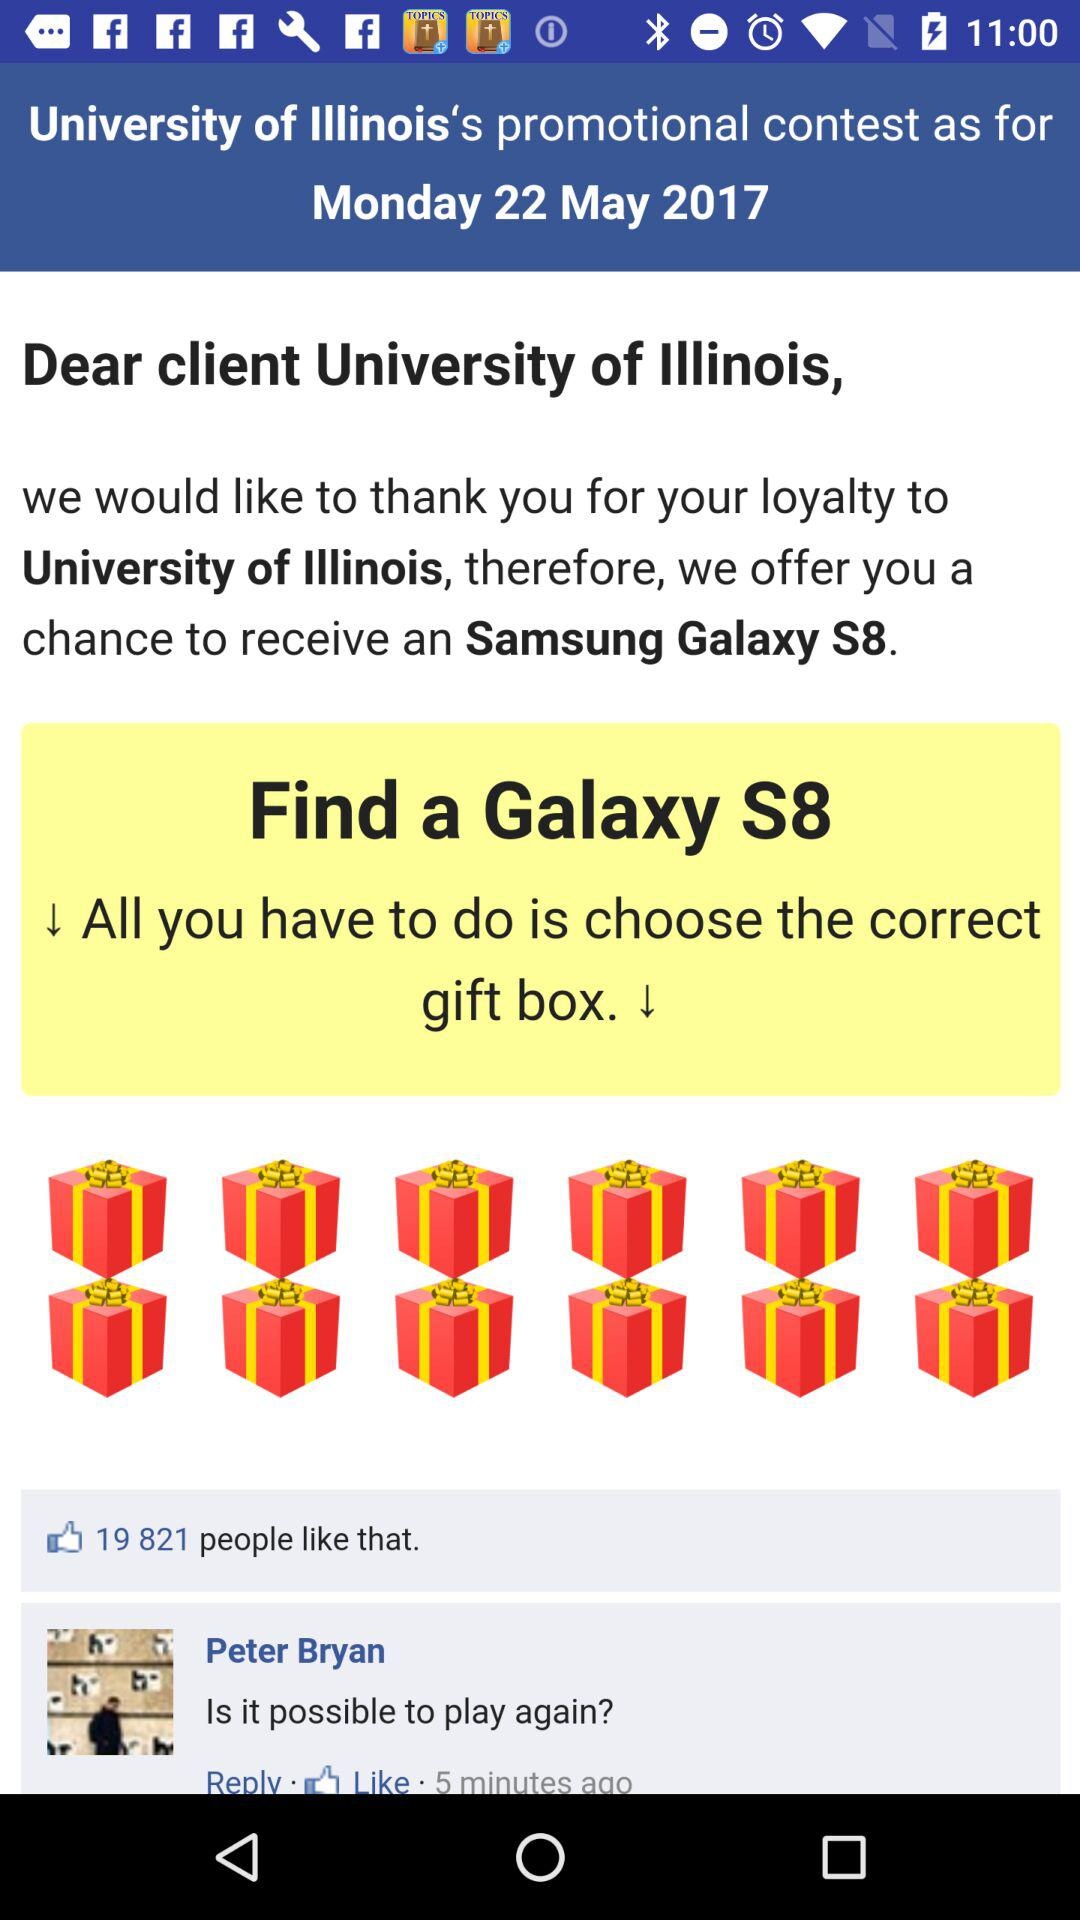 TOPICS TOPICS 11:00
University of Illinois‘s promotional contest as for
Monday 22 May 2017
Dear client University of Illinois,
we would like to thank you for your loyalty to
University of Illinois, therefore, we offer you a
chance to receive an Samsung Galaxy S8.
Find a Galaxy S8
↓ All you have to do is choose the correct
gift box. ↓
19 821 people like that.
Peter Bryan
Is it possible to play again?
Reply · Like · 5 minutes ago